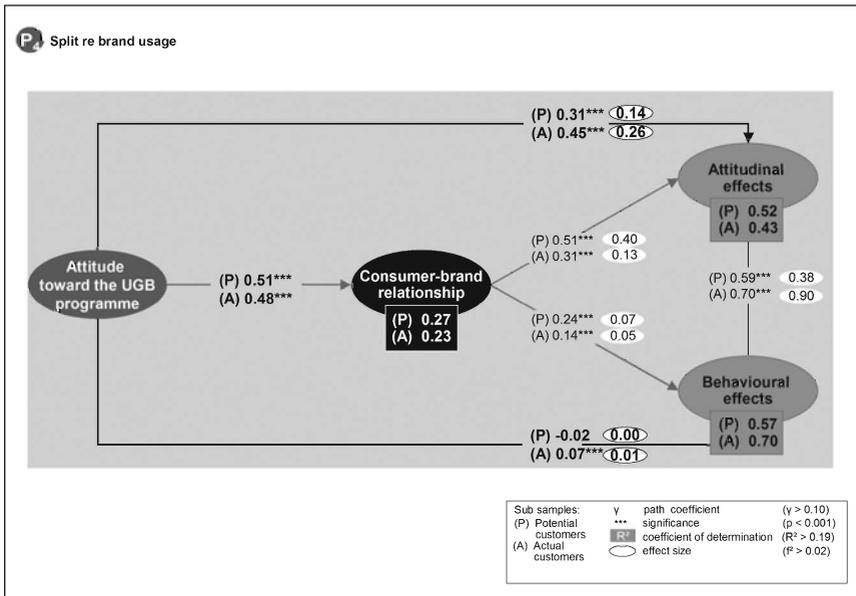 P4 Split re brand usage
(P) 0.31*** 0.14
(A) 0.45*** 0.26
Attitudinal
effects
(P) 0.52
(A) 0.43
(P) 0.51*** 0.40
(A) 0.31*** 0.13
Attitude
toward the UGB
programme
(P) 0.51***
(A) 0.48***
Consumer-brand
relationship
(P) 0.27
(A) 0.23
(P) 0.59*** 0.38
(A) 0.70*** 0.90
(P) 0.24*** 0.07
(A) 0.14*** 0.05
Behavioural
effects
(P) 0.57
(A) 0.70
(P) -0.02 0.00
(A) 0.07*** 0.01
Sub samples: γ path coefficient (γ > 0.10)
(P) Potential *** significance (p < 0.001)
customers R² coefficient of determination (R² > 0.19)
(A) Actual effect size (f² > 0.02)
customers